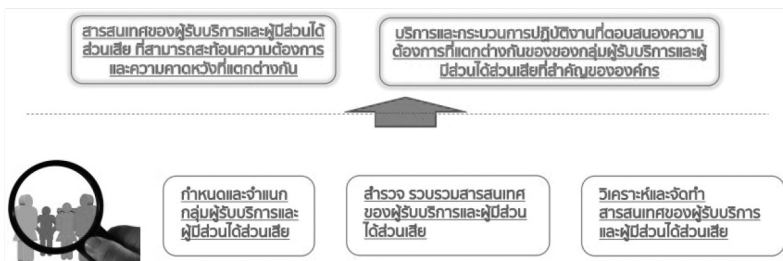 สารสนเทศของผู้รับบริการและผู้มีส่วนได้
ส่วนเสีย ที่สามารถสะท้อนความต้องการ
และความคาดหวังที่แตกต่างกัน
บริการและกระบวนการปฏิบัติงานที่ตอบสนองความ
ต้องการที่แตกต่างกันของของกลุ่มผู้รับบริการและผู้
มีส่วนได้ส่วนเสียที่สำคัญขององค์กร
กำหนดและจำแนก
กลุ่มผู้รับบริการและ
ผู้มีส่วนได้ส่วนเสีย
สำรวจ รวบรวมสารสนเทศ
ของผู้รับบริการและผู้มีส่วน
ได้ส่วนเสีย
วิเคราะห์และจัดทำ
สารสนเทศของผู้รับบริการ
และผู้มีส่วนได้ส่วนเสีย